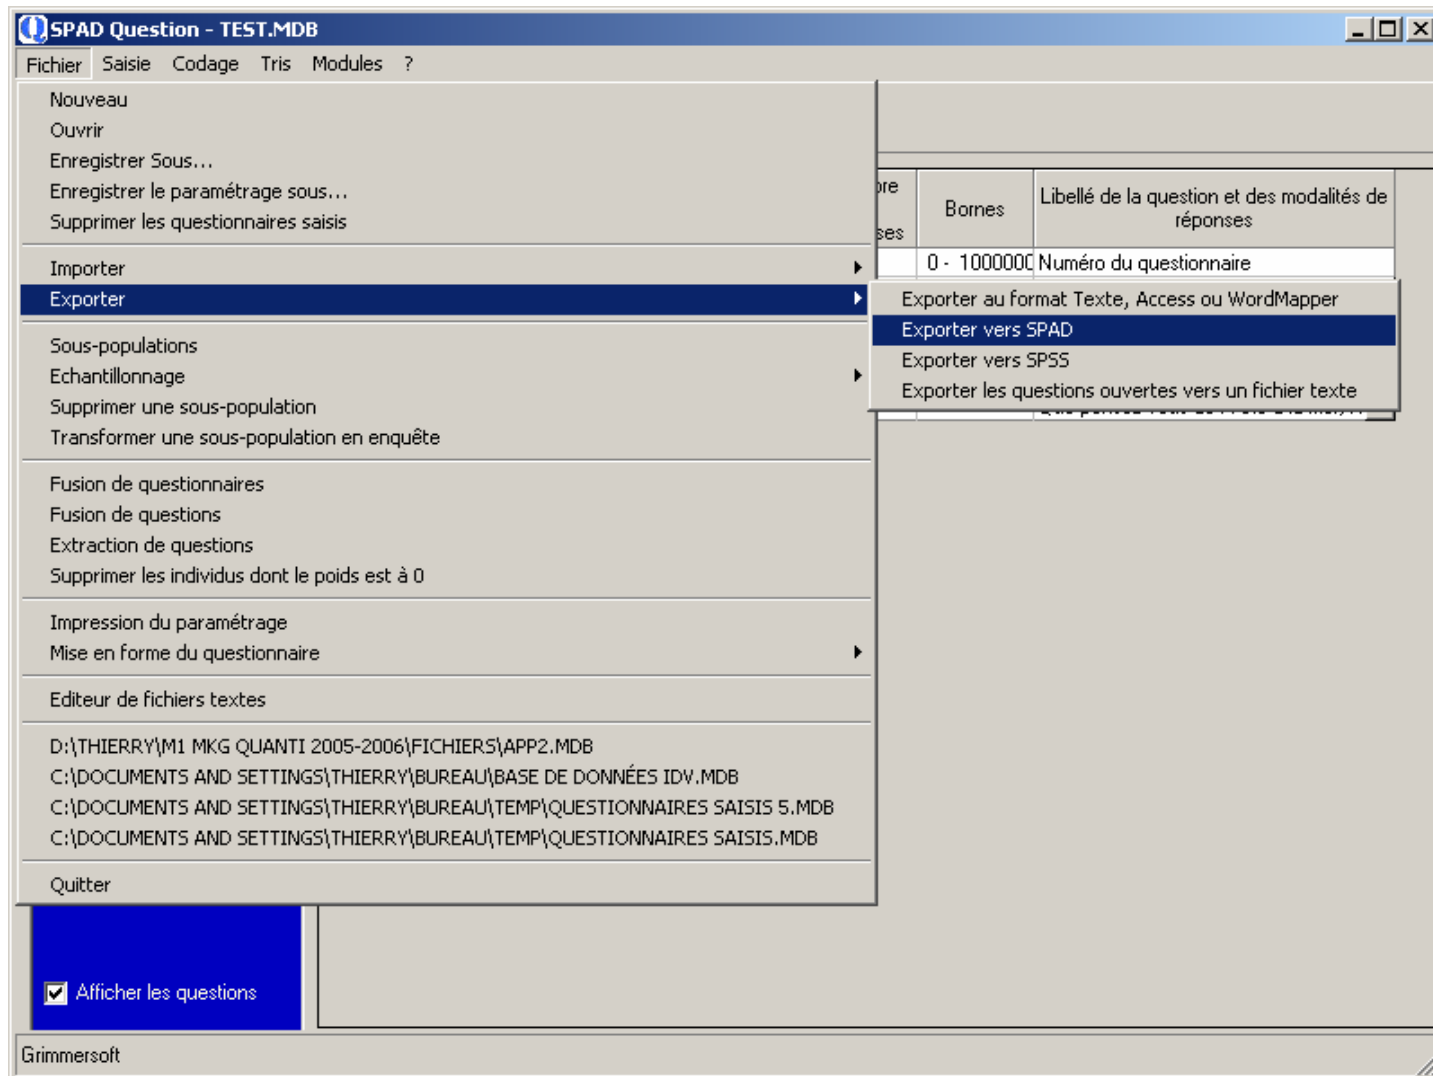 SPAD Question - TEST.MDB
Fichier Saisie Codage Tris Modules ?
Nouveau
Ouvrir
Enregistrer Sous...
Enregistrer le paramétrage sous...
Supprimer les questionnaires saisis
Importer
Exporter
Sous-populations
Echantillonnage
Supprimer une sous-population
Transformer une sous-population en enquête
Fusion de questionnaires
Fusion de questions
Extraction de questions
Supprimer les individus dont le poids est à 0
Impression du paramétrage
Mise en forme du questionnaire
Editeur de fichiers textes
D:\THIERRY\M1 MKG QUANTI 2005-2006\FICHIERS\APP2.MDB
C:\DOCUMENTS AND SETTINGS\THIERRY\BUREAU\BASE DE DONNÉES IDV.MDB
C:\DOCUMENTS AND SETTINGS\THIERRY\BUREAU\TEMP\QUESTIONNAIRES SAISIS 5.MDB
C:\DOCUMENTS AND SETTINGS\THIERRY\BUREAU\TEMP\QUESTIONNAIRES SAISIS.MDB
Quitter
Bornes
Libellé de la question et des modalités de
réponses
0 - 1000000 Numéro du questionnaire
Exporter au format Texte, Access ou WordMapper
Exporter vers SPAD
Exporter vers SPSS
Exporter les questions ouvertes vers un fichier texte
Afficher les questions
Grimmersoft